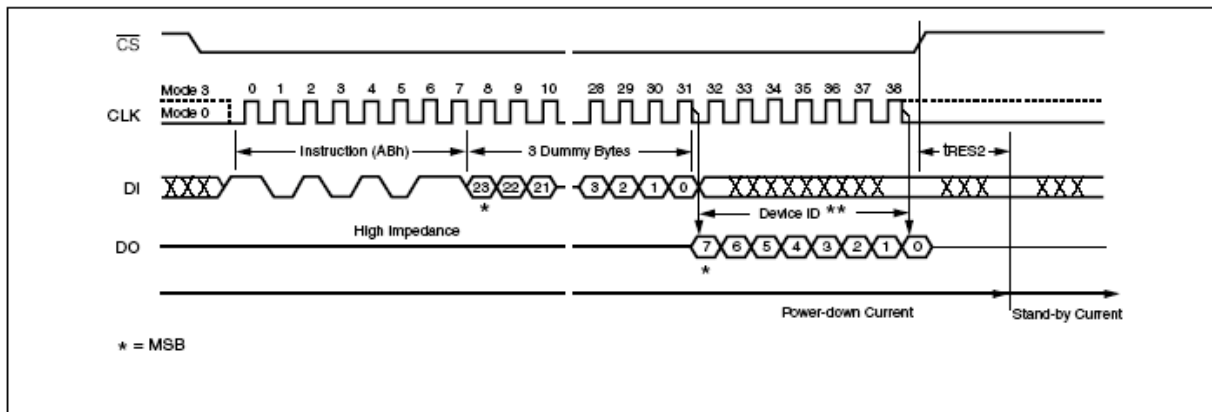 CS
Mode 3 0 1 2 3 4 5 6 7 8 9 10 28 29 30 31 32 33 34 35 36 37 38
CLK Mode 0
Instruction (ABh) 3 Dummy Bytes tRES2
DI 23 22 21 3 2 1 0
* Device ID **
High Impedance
DO 7 6 5 4 3 2 1 0
*
Power-down Current Stand-by Current
* = MSB